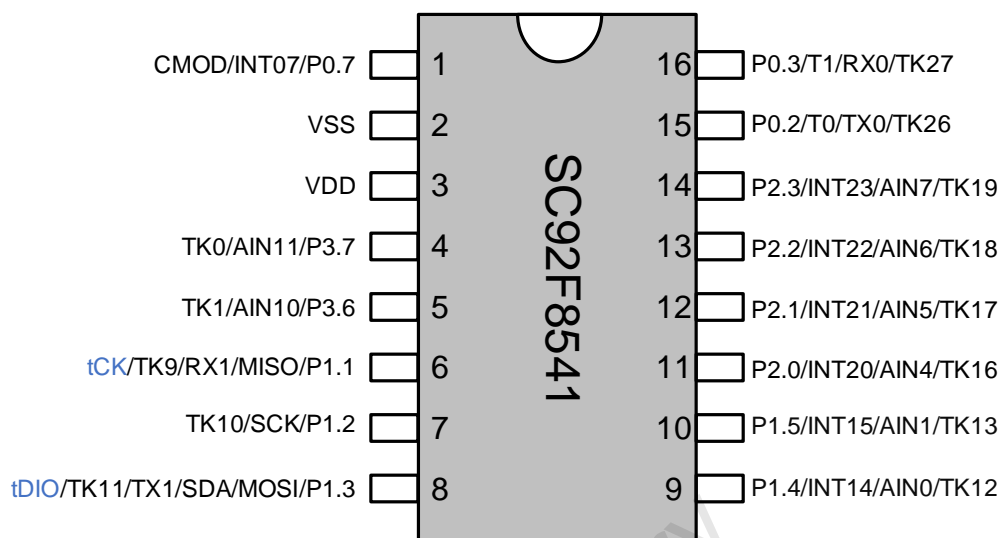 CMOD/INT07/P0.7 1 16 P0.3/T1/RX0/TK27
VSS 2 15 P0.2/T0/TX0/TK26
VDD 3 14 P2.3/INT23/AIN7/TK19
TK0/AIN11/P3.7 4 13 P2.2/INT22/AIN6/TK18
TK1/AIN10/P3.6 5 12 P2.1/INT21/AIN5/TK17
tCK/TK9/RX1/MISO/P1.1 6 11 P2.0/INT20/AIN4/TK16
TK10/SCK/P1.2 7 10 P1.5/INT15/AIN1/TK13
tDIO/TK11/TX1/SDA/MOSI/P1.3 8 9 P1.4/INT14/AIN0/TK12
SC92F8541